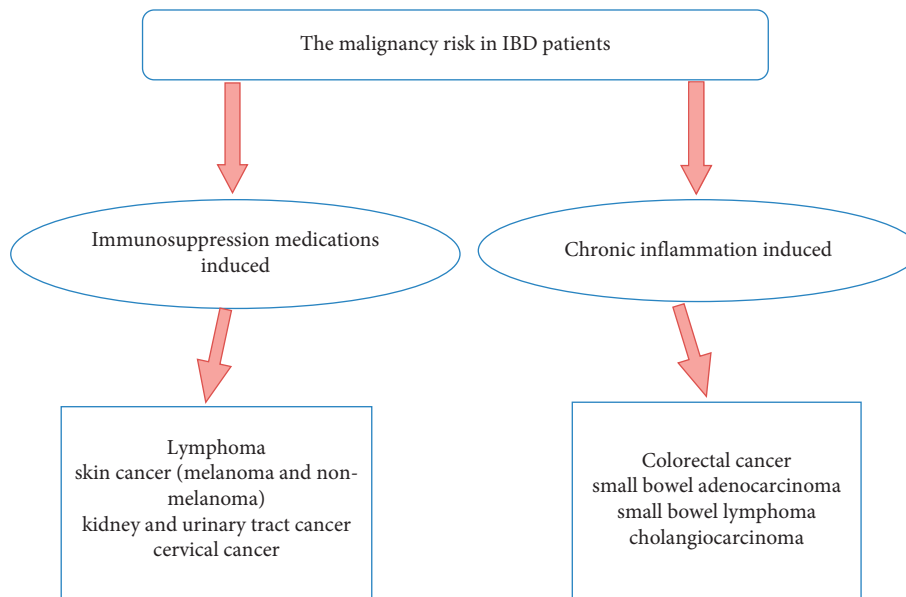 The malignancy risk in IBD patients
Immunosuppression medications
induced
Chronic inflammation induced
Lymphoma
skin cancer (melanoma and non-
melanoma)
kidney and urinary tract cancer
cervical cancer
Colorectal cancer
small bowel adenocarcinoma
small bowel lymphoma
cholangiocarcinoma